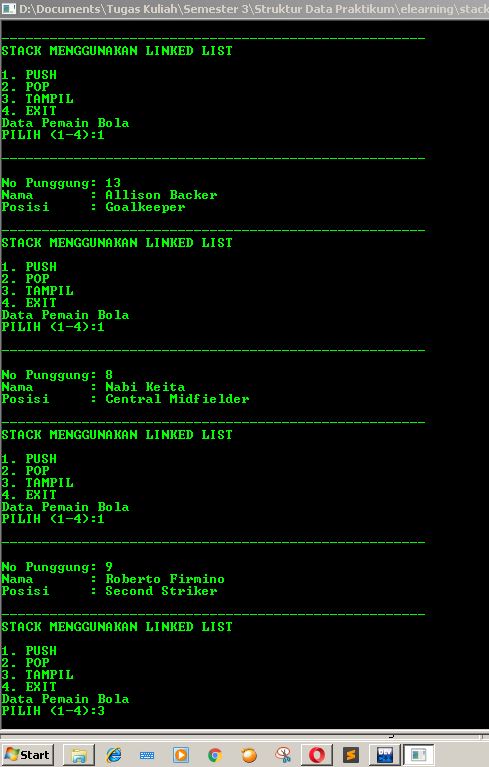 D:\Documents\Tugas Kuliah\Semester 3\Struktur Data Praktikum\elearning\stack
STACK MENGGUNAKAN LINKED LIST
1. PUSH
2. POP
3. TAMPIL
4. EXIT
Data Pemain Bola
PILIH (1-4):1
No Punggung: 13
Nama : Allison Backer
Posisi : Goalkeeper
STACK MENGGUNAKAN LINKED LIST
1. PUSH
2. POP
3. TAMPIL
4. EXIT
Data Pemain Bola
PILIH (1-4):1
No Punggung: 8
Nama : Nabi Keita
Posisi : Central Midfielder
STACK MENGGUNAKAN LINKED LIST
1. PUSH
2. POP
3. TAMPIL
4. EXIT
Data Pemain Bola
PILIH (1-4):1
No Punggung: 9
Nama : Roberto Firmino
Posisi : Second Striker
STACK MENGGUNAKAN LINKED LIST
1. PUSH
2. POP
3. TAMPIL
4. EXIT
Data Pemain Bola
PILIH (1-4):3
Start